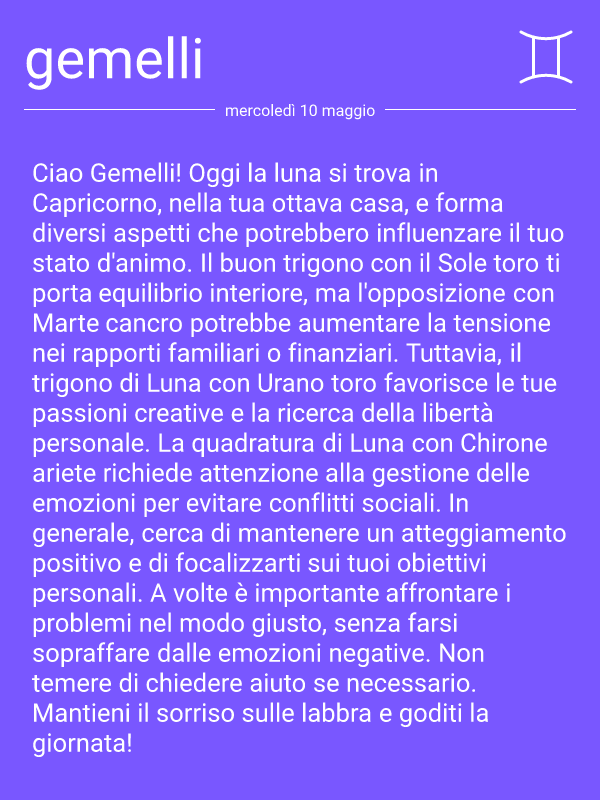 gemelli
mercoledì 10 maggio
Ciao Gemelli! Oggi la luna si trova in
Capricorno, nella tua ottava casa, e forma
diversi aspetti che potrebbero influenzare il tuo
stato d'animo. Il buon trigono con il Sole toro ti
porta equilibrio interiore, ma l'opposizione con
Marte cancro potrebbe aumentare la tensione
nei rapporti familiari o finanziari. Tuttavia, il
trigono di Luna con Urano toro favorisce le tue
passioni creative e la ricerca della libertà
personale. La quadratura di Luna con Chirone
ariete richiede attenzione alla gestione delle
emozioni per evitare conflitti sociali. In
generale, cerca di mantenere un atteggiamento
positivo e di focalizzarti sui tuoi obiettivi
personali. A volte è importante affrontare i
problemi nel modo giusto, senza farsi
sopraffare dalle emozioni negative. Non
temere di chiedere aiuto se necessario.
Mantieni il sorriso sulle labbra e goditi la
giornata!